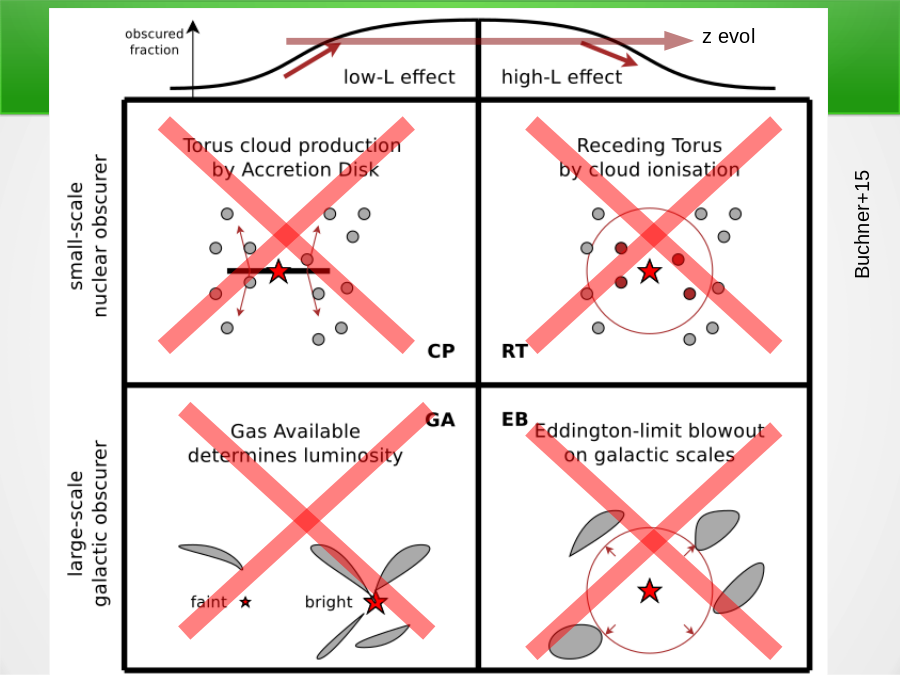 obscured
fraction
z evol
low-L effect
high-L effect
Buchner+15
small-scale
nuclear obscurer
Torus cloud production
by Accretion Disk
CP
Receding Torus
by cloud ionisation
RT
large-scale
galactic obscurer
GA
Gas Available
determines luminosity
faint
bright
EB
Eddington-limit blowout
on galactic scales